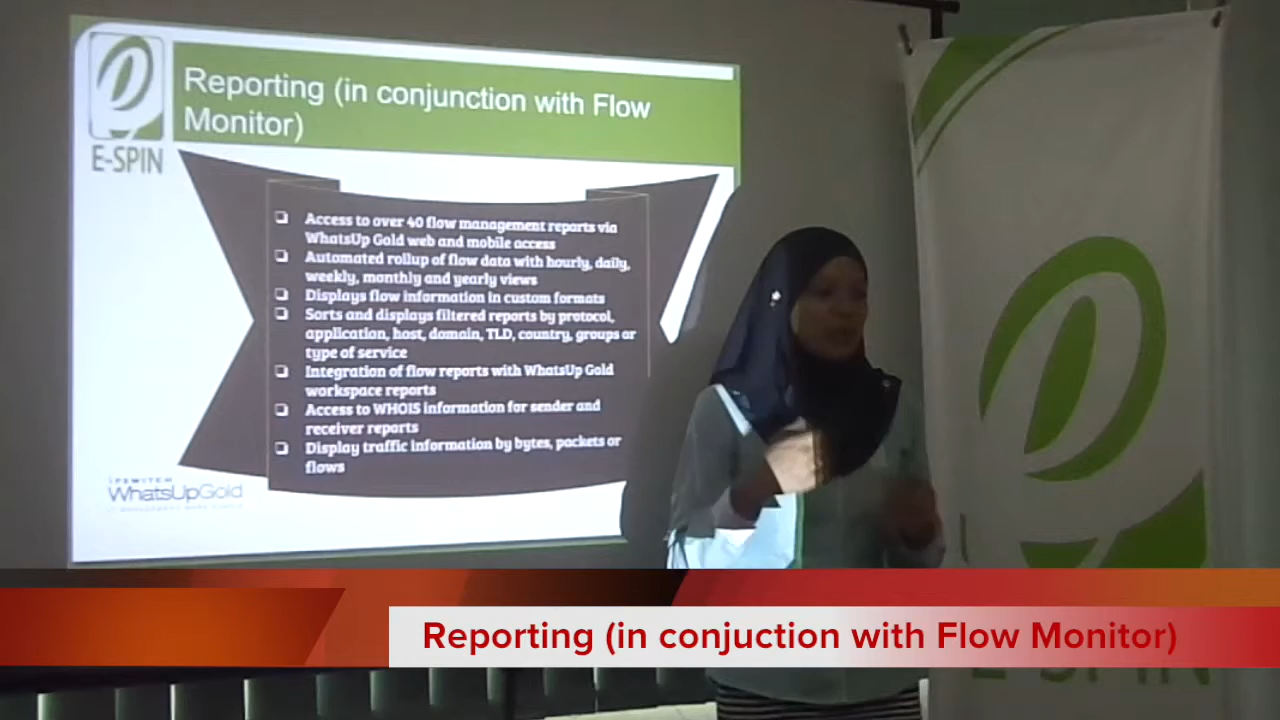 Reporting (in conjunction with Flow
Monitor)
E-SPIN
❑ Access to over 40 flow management reports via
WhatsUp Gold web and mobile access
❑ Automated rollup of flow data with hourly, daily,
weekly, monthly and yearly views
❑ Displays flow information in custom formats
❑ Sorts and displays filtered reports by protocol,
application, host, domain, TLD, country, groups or
type of service
❑ Integration of flow reports with WhatsUp Gold
workspace reports
❑ Access to WHOIS information for sender and
receiver reports
❑ Display traffic information by bytes, packets or
flows
IPSWITCH
WhatsUpGold
Reporting (in conjuction with Flow Monitor)
E-SPIN